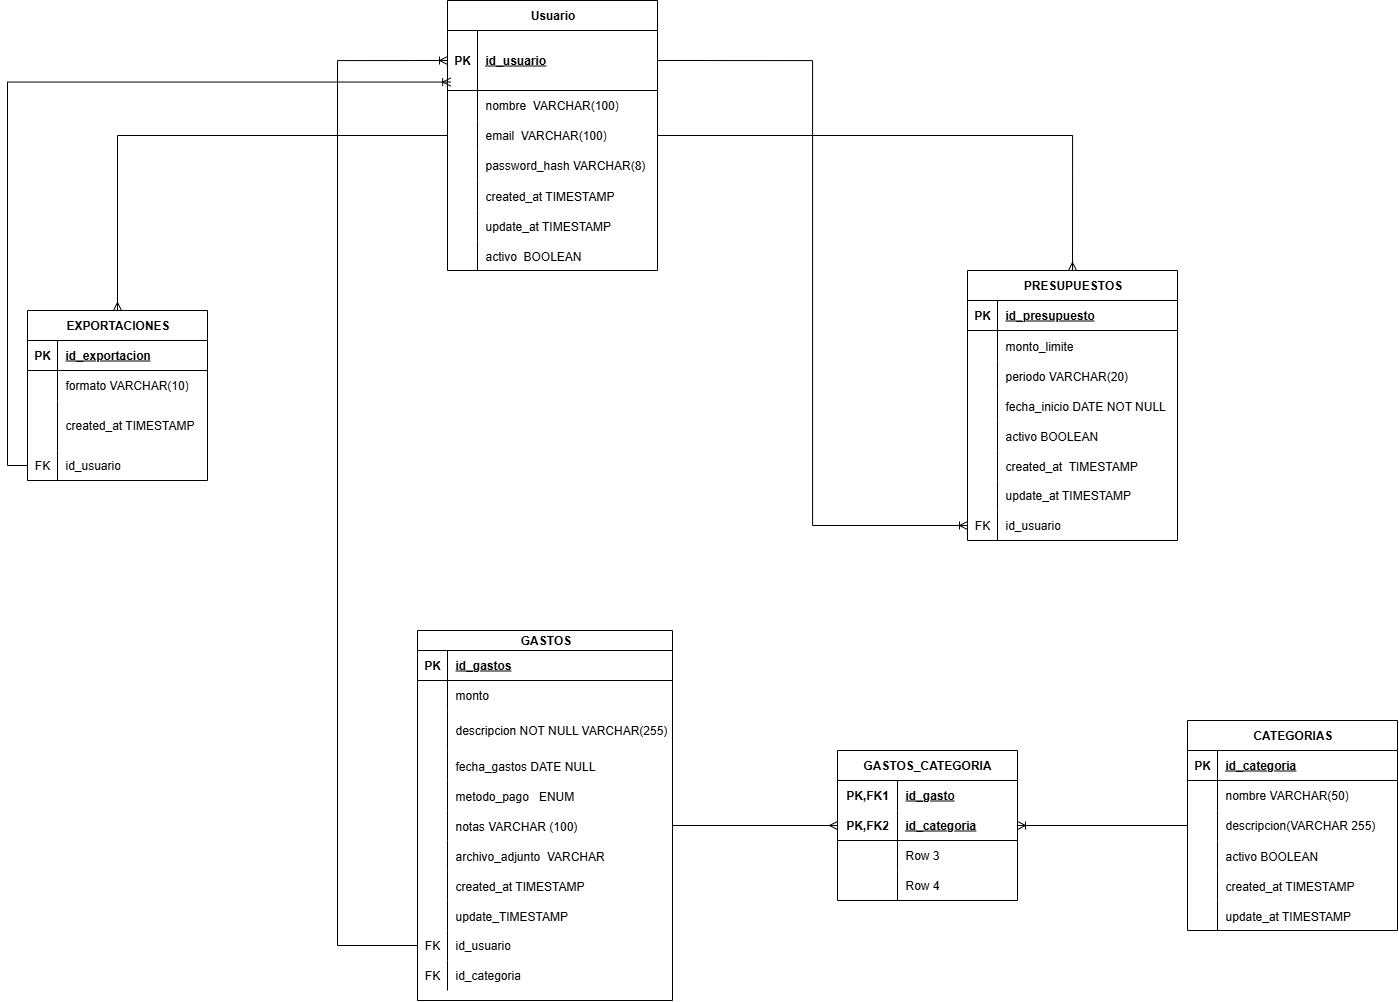 Usuario
PK id_usuario
nombre  VARCHAR(100)
email  VARCHAR(100)
password_hash VARCHAR(8)
created_at TIMESTAMP
update_at TIMESTAMP
activo  BOOLEAN
EXPORTACIONES
PK id_exportacion
formato VARCHAR(10)
created_at TIMESTAMP
FK id_usuario
PRESUPUESTOS
PK id_presupuesto
monto_limite
periodo VARCHAR(20)
fecha_inicio DATE NOT NULL
activo BOOLEAN
created_at  TIMESTAMP
update_at TIMESTAMP
FK id_usuario
GASTOS
PK id_gastos
monto
descripcion NOT NULL VARCHAR(255)
fecha_gastos DATE NULL
metodo_pago   ENUM
notas VARCHAR (100)
archivo_adjunto  VARCHAR
created_at TIMESTAMP
update_TIMESTAMP
FK id_usuario
FK id_categoria
GASTOS_CATEGORIA
PK,FK1 id_gasto
PK,FK2 id_categoria
Row 3
Row 4
CATEGORIAS
PK id_categoria
nombre VARCHAR(50)
descripcion(VARCHAR 255)
activo BOOLEAN
created_at TIMESTAMP
update_at TIMESTAMP